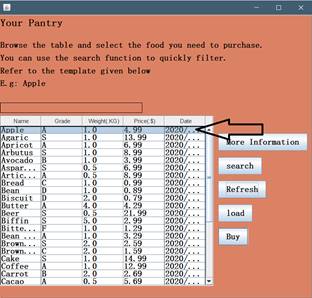 Your Pantry
Browse the table and select the food you need to purchase.
You can use the search function to quickly filter.
Refer to the template given below
E.g: Apple
Name Grade Weight( KG) Price( $) Date
Apple A 1.0 4.99 2020/...
Agaric S 1.0 13.99 2020/...
Apricot A 1.0 6.99 2020/...
Arbutus S 1.0 8.99 2020/...
Avocado B 1.0 3.99 2020/...
Aspar... S 0.5 6.99 2020/...
Artic... A 0.5 6.99 2020/...
Bread C 1.0 0.99 2020/...
Bean D 1.0 0.99 2020/...
Biscuit D 2.0 0.79 2020/...
Butter A 4.0 4.29 2020/...
Beer S 0.5 21.99 2020/...
Biffin S 5.0 2.99 2020/...
Bitte... F 1.0 1.29 2020/...
Bean ... A 1.0 3.29 2020/...
Brown... S 2.0 2.59 2020/...
Brown... C 2.0 1.59 2020/...
Cake S 1.0 14.99 2020/...
Coffee A 1.0 12.99 2020/...
Carrot B 2.0 2.69 2020/...
Cacao A 0.5 5.69 2020/...
More Information
search
Refresh
load
Buy